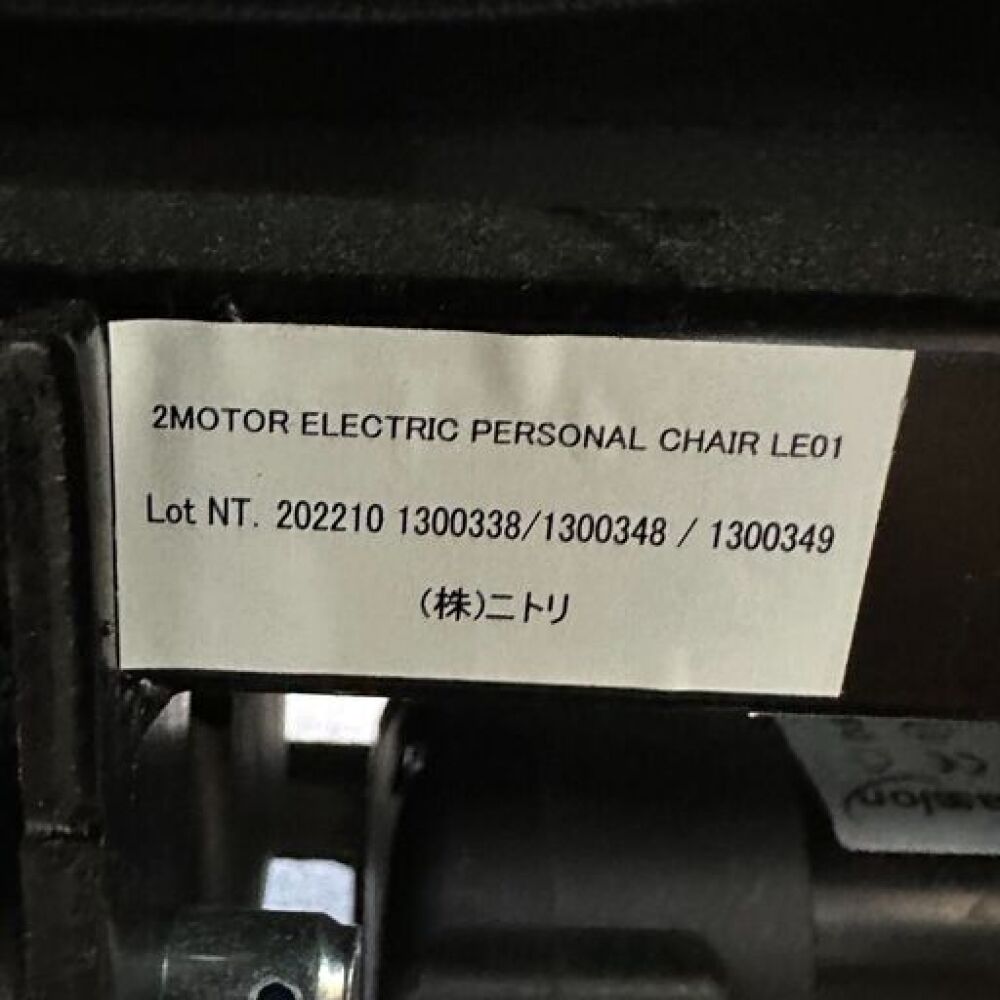 2MOTOR ELECTRIC PERSONAL CHAIR LE01
Lot NT. 202210 1300338/1300348 / 1300349
(株)ニトリ